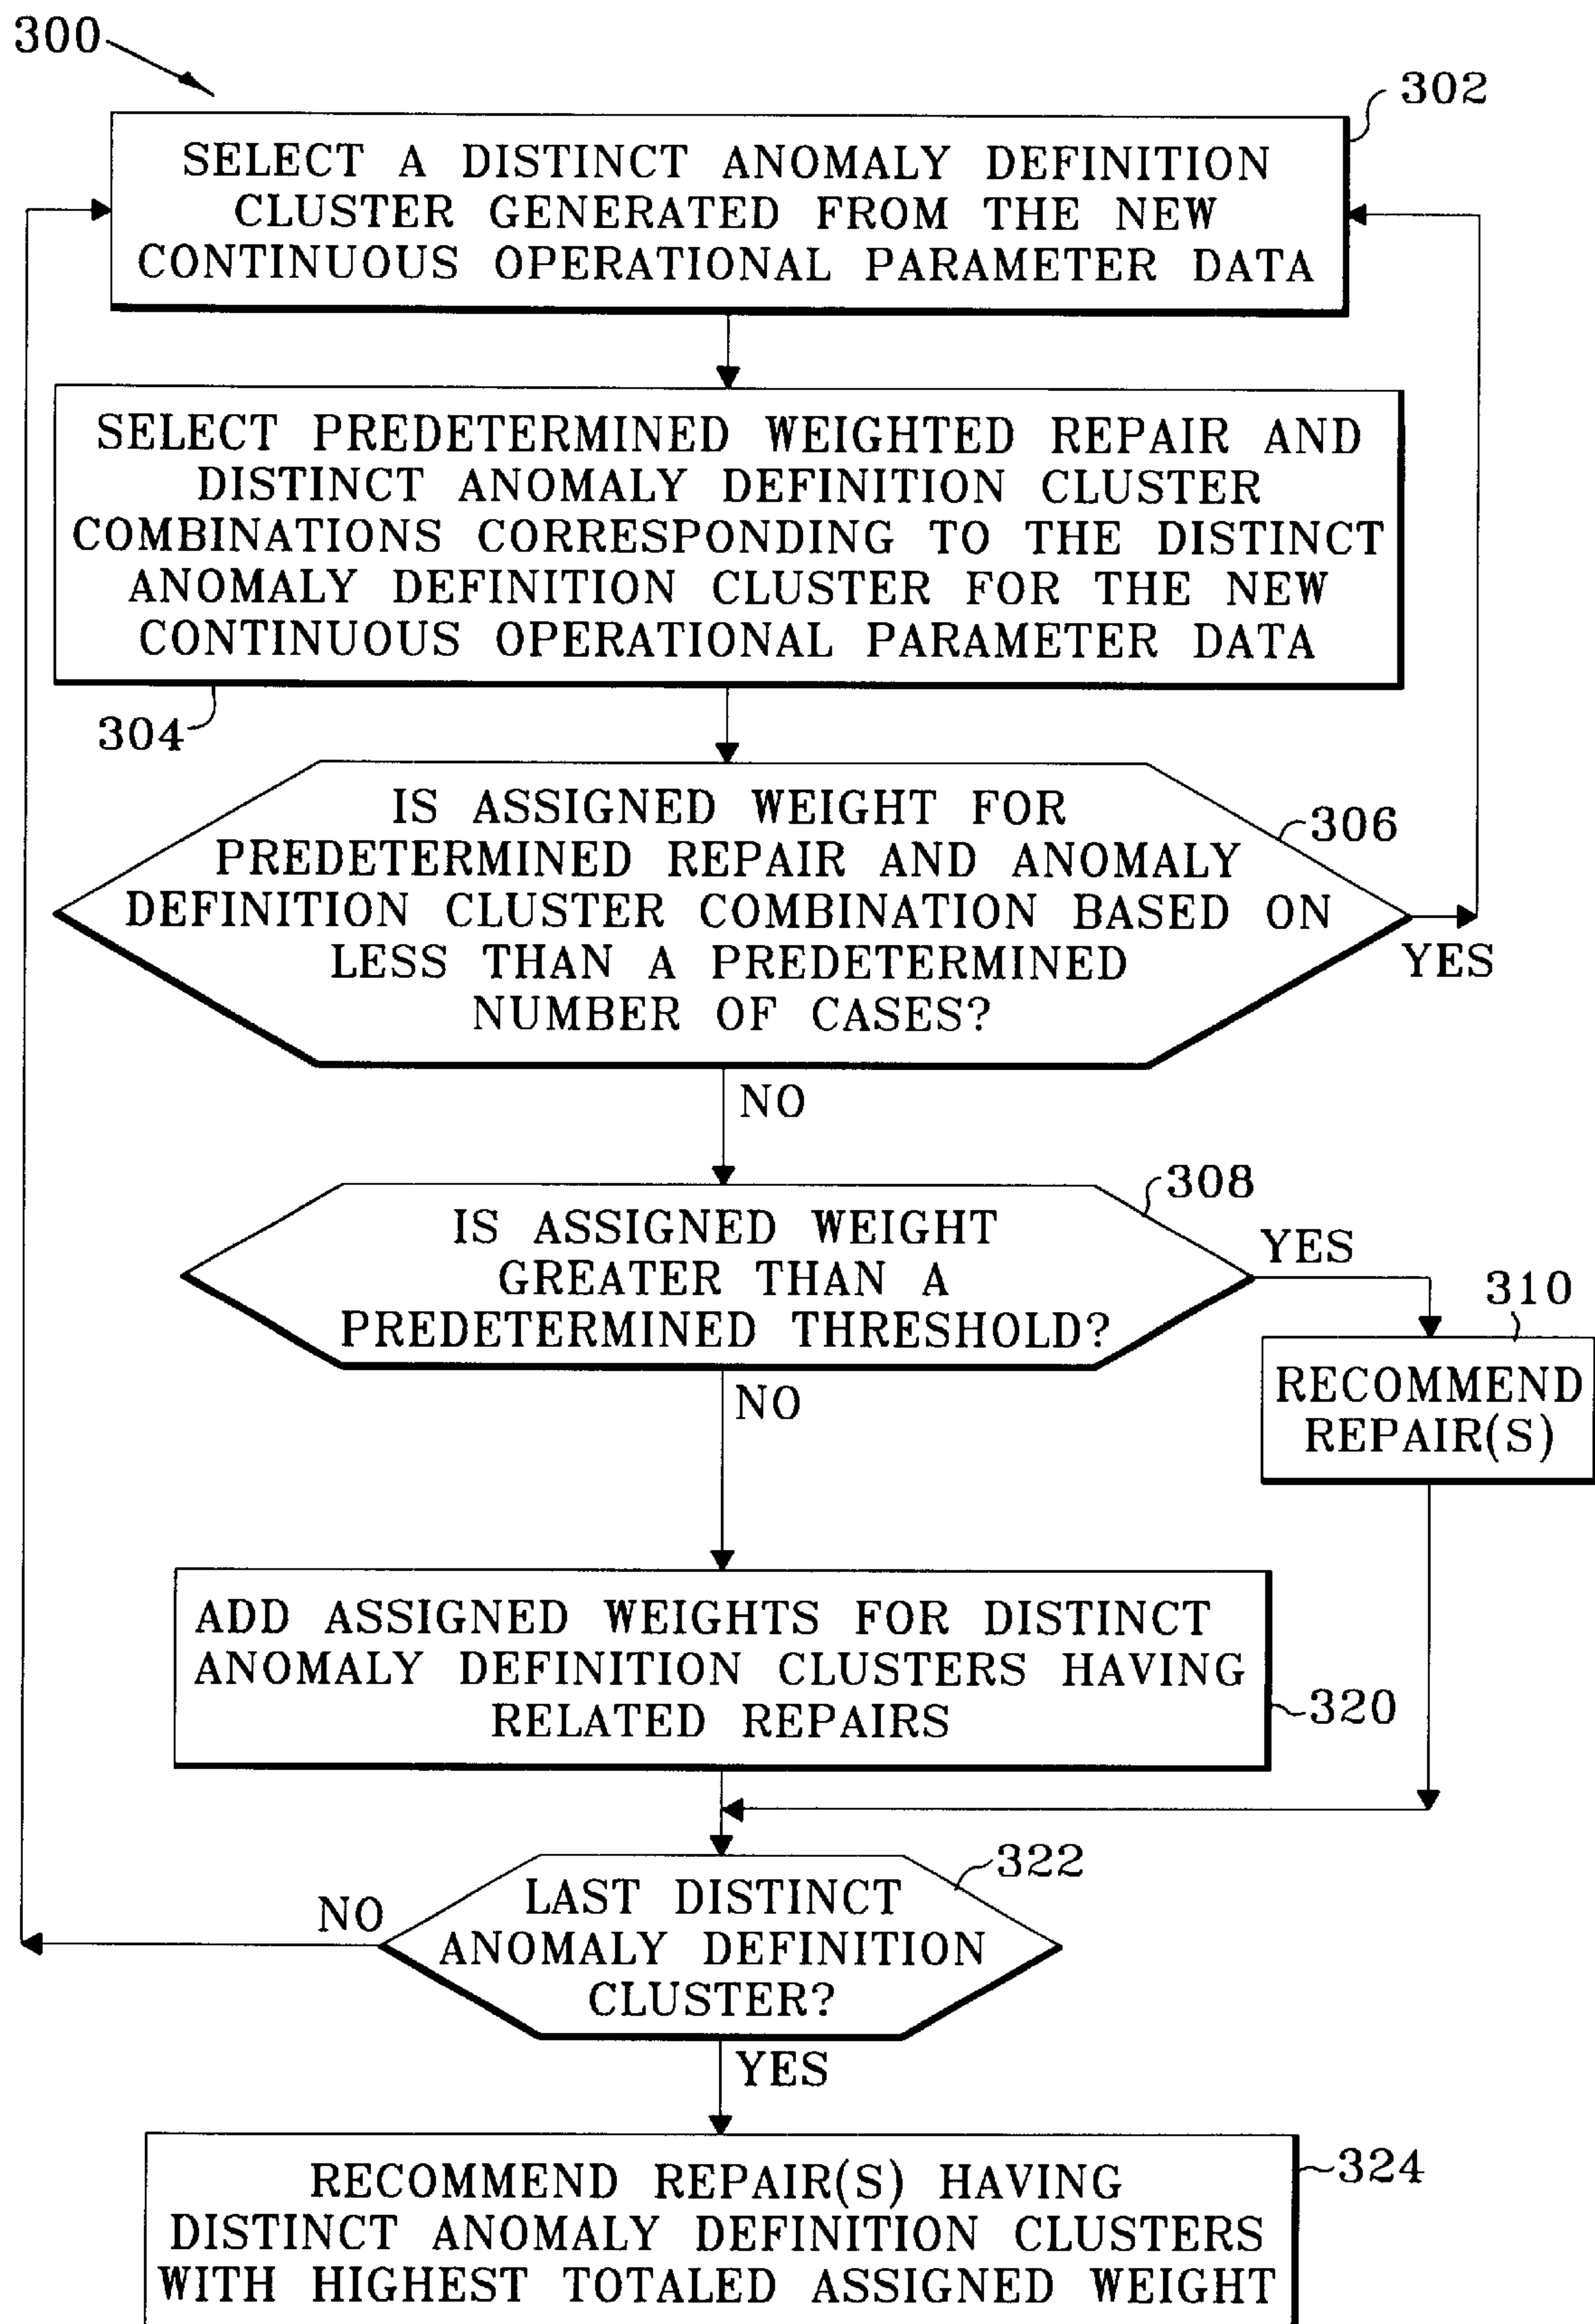 300
302
SELECT A DISTINCT ANOMALY DEFINITION
CLUSTER GENERATED FROM THE NEW
CONTINUOUS OPERATIONAL PARAMETER DATA
SELECT PREDETERMINED WEIGHTED REPAIR AND
DISTINCT ANOMALY DEFINITION CLUSTER
COMBINATIONS CORRESPONDING TO THE DISTINCT
ANOMALY DEFINITION CLUSTER FOR THE NEW
CONTINUOUS OPERATIONAL PARAMETER DATA
304
IS ASSIGNED WEIGHT FOR
PREDETERMINED REPAIR AND ANOMALY
DEFINITION CLUSTER COMBINATION BASED ON
LESS THAN A PREDETERMINED
NUMBER OF CASES?
306
YES
NO
308
IS ASSIGNED WEIGHT
GREATER THAN A
PREDETERMINED THRESHOLD?
YES
310
RECOMMEND
REPAIR(S)
NO
ADD ASSIGNED WEIGHTS FOR DISTINCT
ANOMALY DEFINITION CLUSTERS HAVING
RELATED REPAIRS
320
322
LAST DISTINCT
ANOMALY DEFINITION
CLUSTER?
NO
YES
324
RECOMMEND REPAIR(S) HAVING
DISTINCT ANOMALY DEFINITION CLUSTERS
WITH HIGHEST TOTALED ASSIGNED WEIGHT